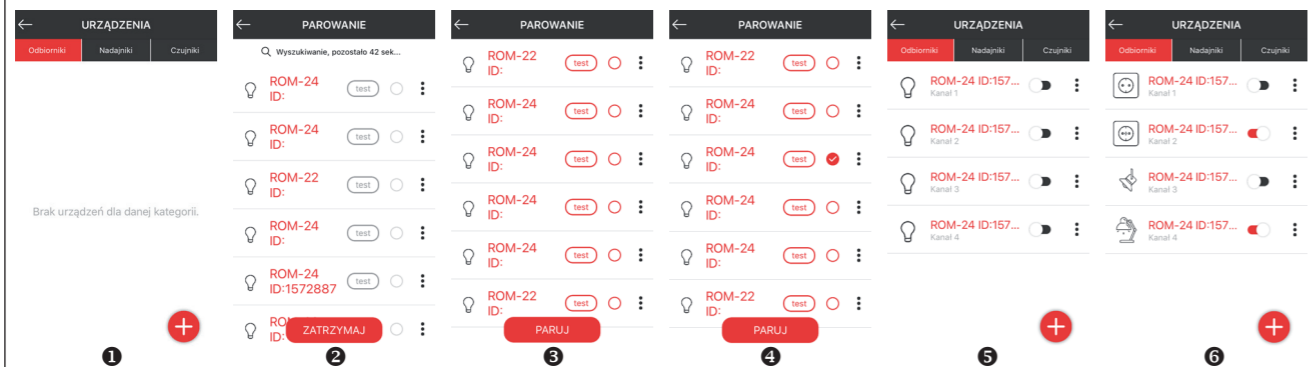 URZĄDZENIA
Odbiorniki Nadajniki Czujniki
Brak urządzeń dla danej kategorii.
+
❶
PAROWANIE
Wyszukiwanie, pozostało 42 sek...
ROM-24
ID:
test
ROM-24
ID:
test
ROM-22
ID:
test
ROM-24
ID:
test
ROM-24
ID:1572887
test
ID:
ZATRZYMAJ
❷
PAROWANIE
ROM-22
ID:
test
ROM-24
ID:
test
ROM-24
ID:
test
ROM-24
ID:
test
ROM-24
ID:
test
ROM-22
ID:
test
PARUJ
❸
PAROWANIE
ROM-22
ID:
test
ROM-24
ID:
test
ROM-24
ID:
test
ROM-24
ID:
test
ROM-24
ID:
test
ROM-22
ID:
test
PARUJ
❹
URZĄDZENIA
Odbiorniki Nadajniki Czujniki
ROM-24 ID:157...
Kanał 1
ROM-24 ID:157...
Kanał 2
ROM-24 ID:157...
Kanał 3
ROM-24 ID:157...
Kanał 4
+
❺
URZĄDZENIA
Odbiorniki Nadajniki Czujniki
ROM-24 ID:157...
Kanał 1
ROM-24 ID:157...
Kanał 2
ROM-24 ID:157...
Kanał 3
ROM-24 ID:157...
Kanał 4
+
❻